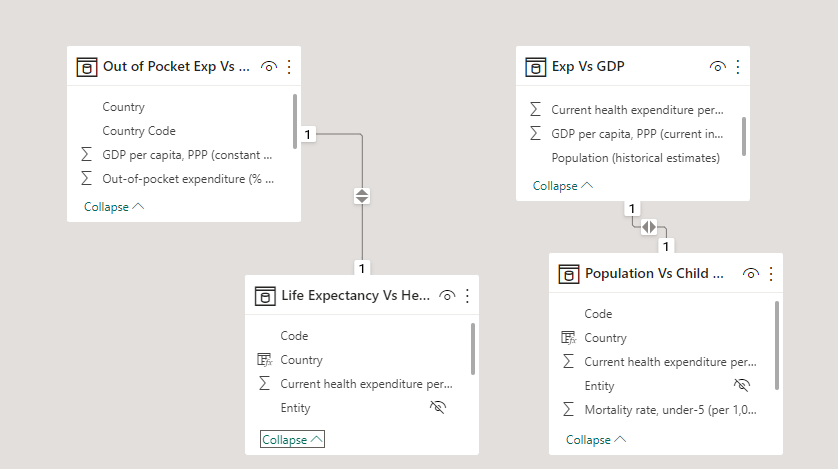 Out of Pocket Exp Vs ...
Country
Country Code
GDP per capita, PPP (constant ...
Out-of-pocket expenditure (% ...
Collapse
1
1
Exp Vs GDP
Current health expenditure per...
GDP per capita, PPP (current in...
Population (historical estimates)
Collapse
1
1
Life Expectancy Vs He...
Code
Country
Current health expenditure per...
Entity
Collapse
Population Vs Child ...
Code
Country
Current health expenditure per...
Entity
Mortality rate, under-5 (per 1,0...
Collapse